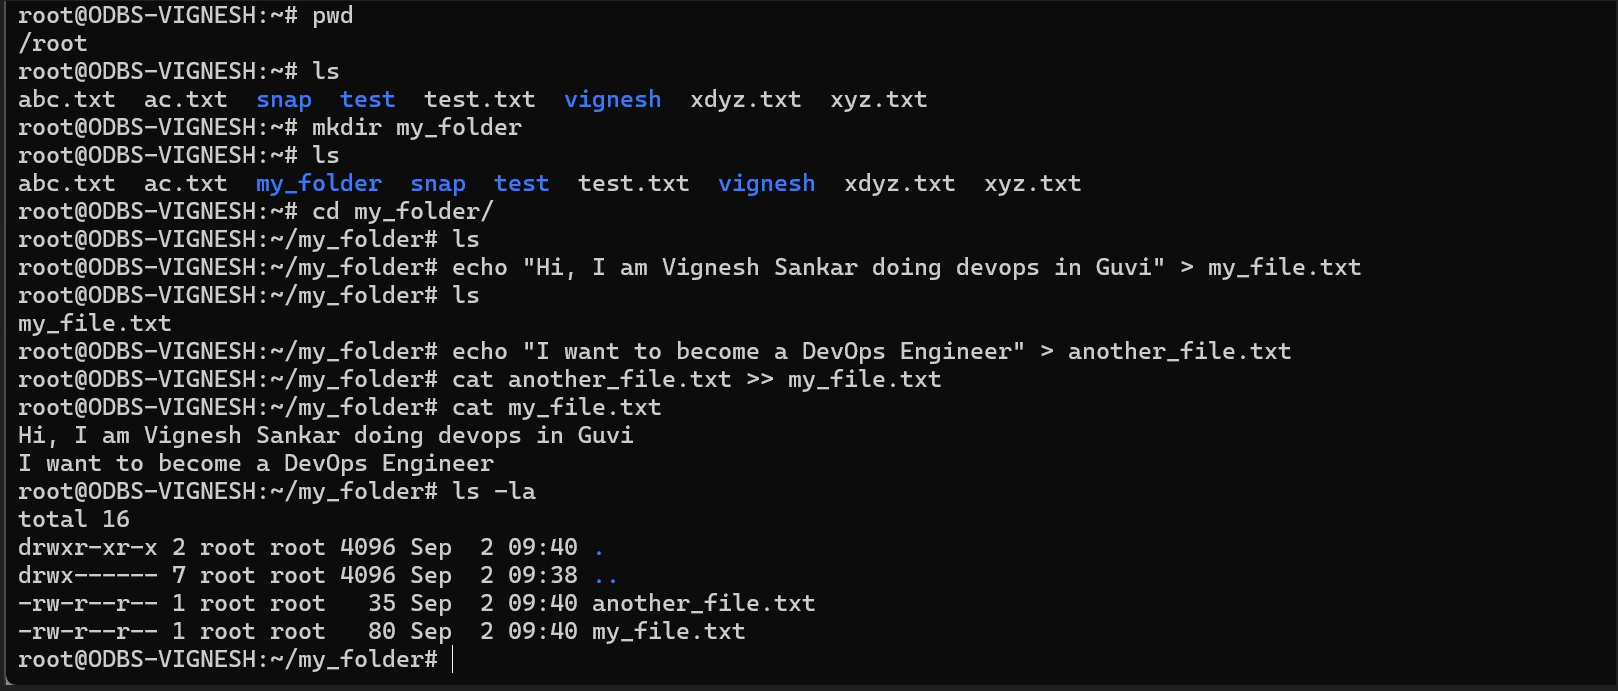 root@ODBS-VIGNESH:~# pwd
/root
root@ODBS-VIGNESH:~# ls
abc.txt  ac.txt  snap  test  test.txt  vignesh  xdyz.txt  xyz.txt
root@ODBS-VIGNESH:~# mkdir my_folder
root@ODBS-VIGNESH:~# ls
abc.txt  ac.txt  my_folder  snap  test  test.txt  vignesh  xdyz.txt  xyz.txt
root@ODBS-VIGNESH:~# cd my_folder/
root@ODBS-VIGNESH:~/my_folder# ls
root@ODBS-VIGNESH:~/my_folder# echo "Hi, I am Vignesh Sankar doing devops in Guvi" > my_file.txt
root@ODBS-VIGNESH:~/my_folder# ls
my_file.txt
root@ODBS-VIGNESH:~/my_folder# echo "I want to become a DevOps Engineer" > another_file.txt
root@ODBS-VIGNESH:~/my_folder# cat another_file.txt >> my_file.txt
root@ODBS-VIGNESH:~/my_folder# cat my_file.txt
Hi, I am Vignesh Sankar doing devops in Guvi
I want to become a DevOps Engineer
root@ODBS-VIGNESH:~/my_folder# ls -la
total 16
drwxr-xr-x 2 root root 4096 Sep  2 09:40 .
drwx------ 7 root root 4096 Sep  2 09:38 ..
-rw-r--r-- 1 root root   35 Sep  2 09:40 another_file.txt
-rw-r--r-- 1 root root   80 Sep  2 09:40 my_file.txt
root@ODBS-VIGNESH:~/my_folder#